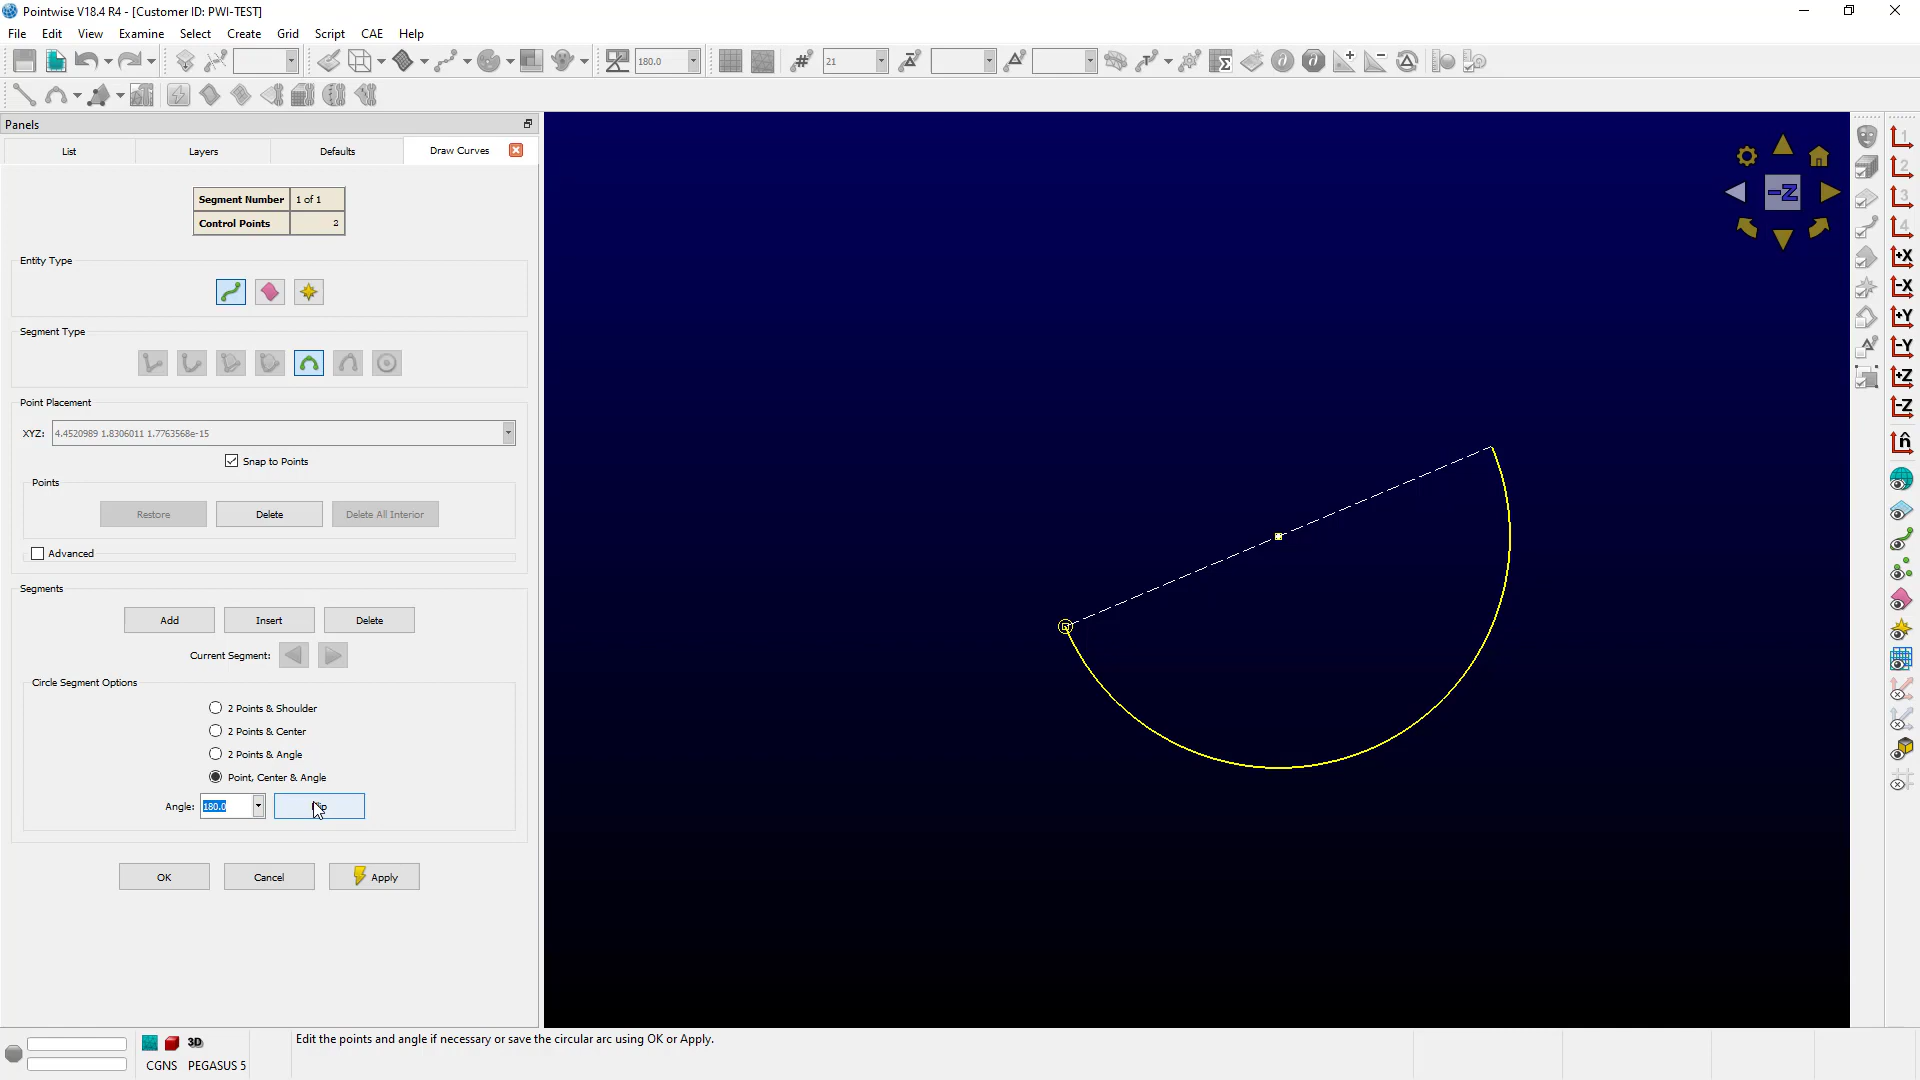 Pointwise V18.4 R4 - [Customer ID: PWI-TEST]
File Edit View Examine Select Create Grid Script CAE Help
180.0 21
Panels
List Layers Defaults Draw Curves
Segment Number 1 of 1
Control Points 2
Entity Type
Segment Type
Point Placement
XYZ: 4.4520989 1.8306011 1.7763568e-15
Snap to Points
Points
Restore Delete Delete All Interior
Advanced
Segments
Add Insert Delete
Current Segment:
Circle Segment Options
2 Points & Shoulder
2 Points & Center
2 Points & Angle
Point, Center & Angle
Angle: 180.0
OK Cancel Apply
-Z
1
2
3
4
+X
-X
+Y
-Y
+Z
-Z
n̂
3D
CGNS PEGASUS 5
Edit the points and angle if necessary or save the circular arc using OK or Apply.